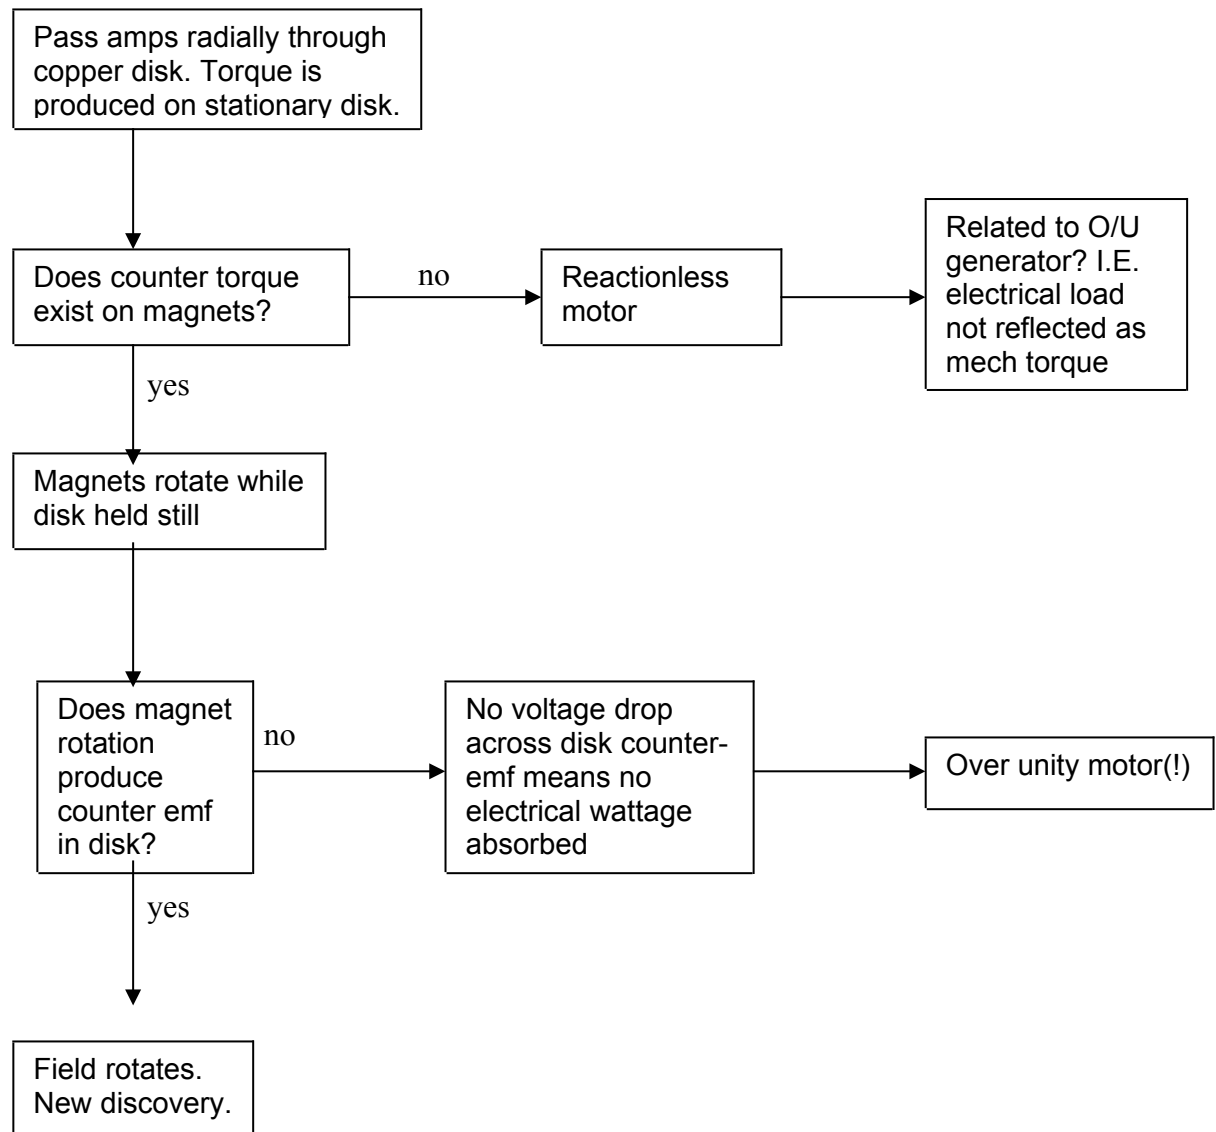 Pass amps radially through
copper disk. Torque is
produced on stationary disk.
Does counter torque
exist on magnets?
no
Reactionless
motor
Related to O/U
generator? I.E.
electrical load
not reflected as
mech torque
yes
Magnets rotate while
disk held still
Does magnet
rotation
produce
counter emf
in disk?
no
No voltage drop
across disk counter-
emf means no
electrical wattage
absorbed
Over unity motor(!)
yes
Field rotates.
New discovery.